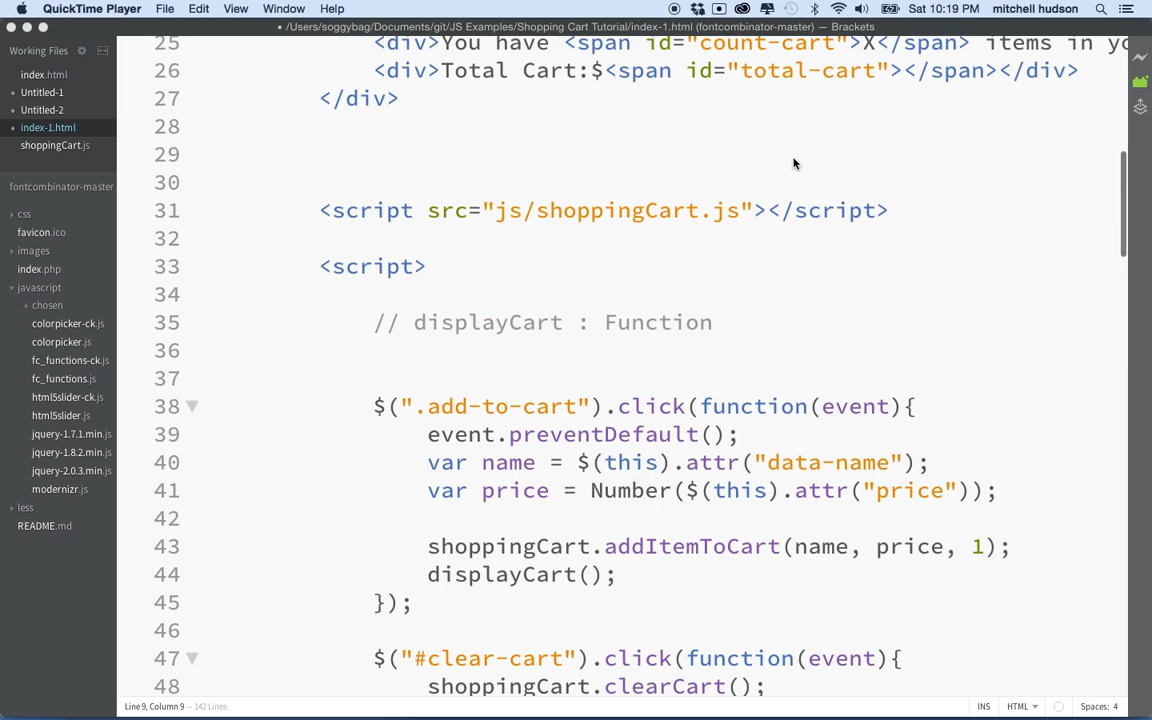 QuickTime Player File Edit View Window Help Sat 10:19 PM mitchell hudson
• /Users/soggybag/Documents/git/JS Examples/Shopping Cart Tutorial/index-1.html (fontcombinator-master) — Brackets
Working Files
index.html
• Untitled-1
• Untitled-2
• index-1.html
shoppingCart.js
fontcombinator-master
css
favicon.ico
images
index.php
javascript
chosen
colorpicker-ck.js
colorpicker.js
fc_functions-ck.js
fc_functions.js
html5slider-ck.js
html5slider.js
jquery-1.7.1.min.js
jquery-1.8.2.min.js
jquery-2.0.3.min.js
modernizr.js
less
README.md
25 <div>You have <span id="count-cart">X</span> items in yo
26 <div>Total Cart:$<span id="total-cart"></span></div>
27 </div>
28
29
30
31 <script src="js/shoppingCart.js"></script>
32
33 <script>
34
35 // displayCart : Function
36
37
38 $(".add-to-cart").click(function(event){
39 event.preventDefault();
40 var name = $(this).attr("data-name");
41 var price = Number($(this).attr("price"));
42
43 shoppingCart.addItemToCart(name, price, 1);
44 displayCart();
45 });
46
47 $("#clear-cart").click(function(event){
48 shoppingCart.clearCart();
Line 9, Column 9 — 142 Lines INS HTML Spaces: 4